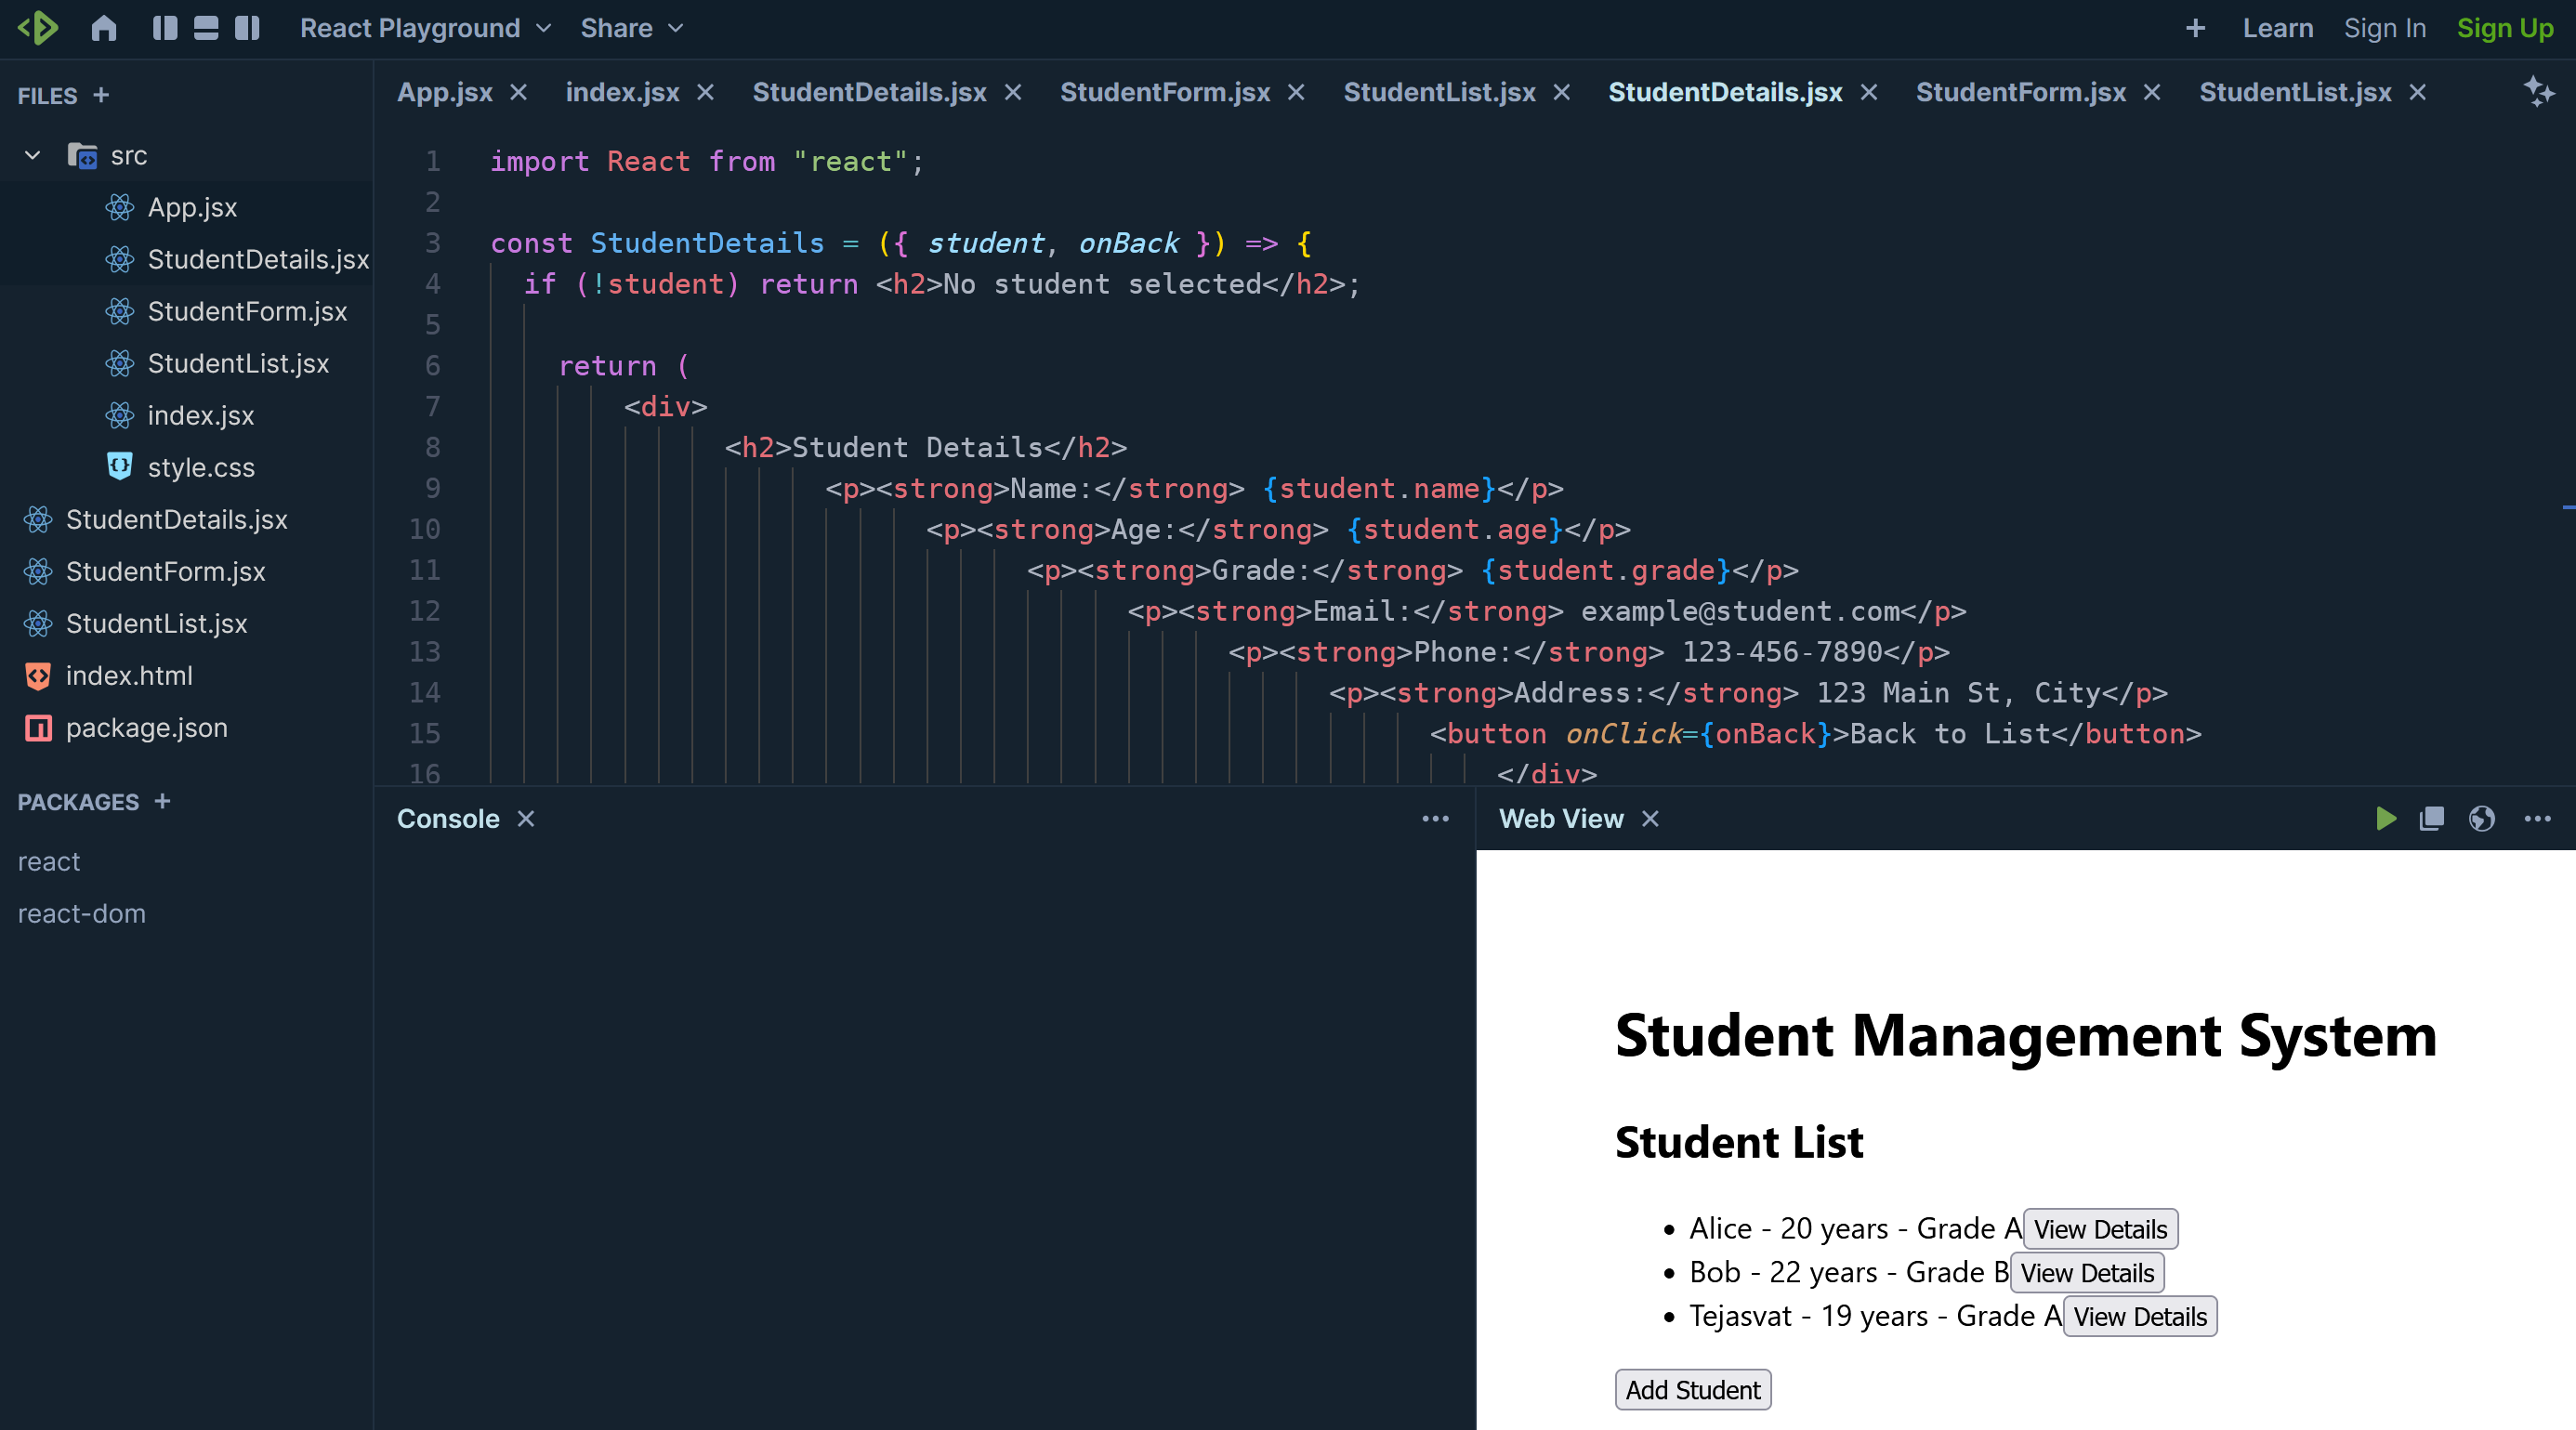 React Playground Share + Learn Sign In Sign Up
FILES +
src
App.jsx
StudentDetails.jsx
StudentForm.jsx
StudentList.jsx
index.jsx
style.css
StudentDetails.jsx
StudentForm.jsx
StudentList.jsx
index.html
package.json
PACKAGES +
react
react-dom
App.jsx × index.jsx × StudentDetails.jsx × StudentForm.jsx × StudentList.jsx × StudentDetails.jsx × StudentForm.jsx × StudentList.jsx ×
1 import React from "react";
2
3 const StudentDetails = ({ student, onBack }) => {
4 if (!student) return <h2>No student selected</h2>;
5
6 return (
7 <div>
8 <h2>Student Details</h2>
9 <p><strong>Name:</strong> {student.name}</p>
10 <p><strong>Age:</strong> {student.age}</p>
11 <p><strong>Grade:</strong> {student.grade}</p>
12 <p><strong>Email:</strong> example@student.com</p>
13 <p><strong>Phone:</strong> 123-456-7890</p>
14 <p><strong>Address:</strong> 123 Main St, City</p>
15 <button onClick={onBack}>Back to List</button>
16 </div>
Console ×
Web View ×
Student Management System
Student List
• Alice - 20 years - Grade A View Details
• Bob - 22 years - Grade B View Details
• Tejasvat - 19 years - Grade A View Details
Add Student